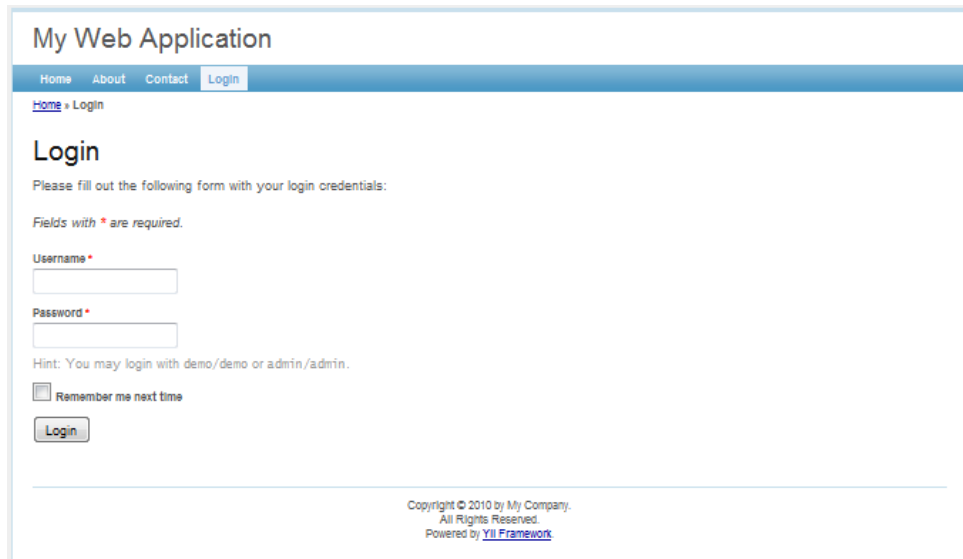 My Web Application
Home About Contact Login
Home » Login
Login
Please fill out the following form with your login credentials:
Fields with * are required.
Username *
Password *
Hint: You may login with demo/demo or admin/admin.
Remember me next time
Login
Copyright © 2010 by My Company.
All Rights Reserved.
Powered by Yii Framework.